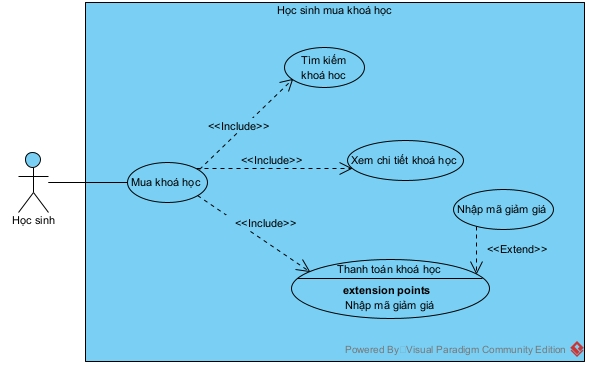 Học sinh mua khoá học
Tìm kiếm
khoá hoc
<<Include>>
<<Include>>
Xem chi tiết khoá học
Mua khoá học
Học sinh
<<Include>>
Nhập mã giảm giá
<<Extend>>
Thanh toán khoá học
extension points
Nhập mã giảm giá
Powered By: Visual Paradigm Community Edition